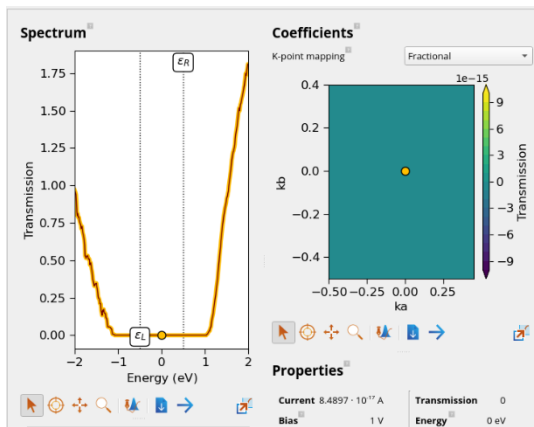 Spectrum
εR
1.75
1.50
1.25
1.00
0.75
0.50
0.25
0.00
Transmission
εL
−2
−1
0
1
2
Energy (eV)
Coefficients
K-point mapping
Fractional
1e−15
0.4
0.2
0.0
−0.2
−0.4
kb
−0.50
−0.25
0.00
0.25
ka
9
6
3
0
−3
−6
−9
Transmission
Properties
Current 8.4897 · 10⁻¹⁷ A
Transmission 0
Bias 1 V
Energy 0 eV